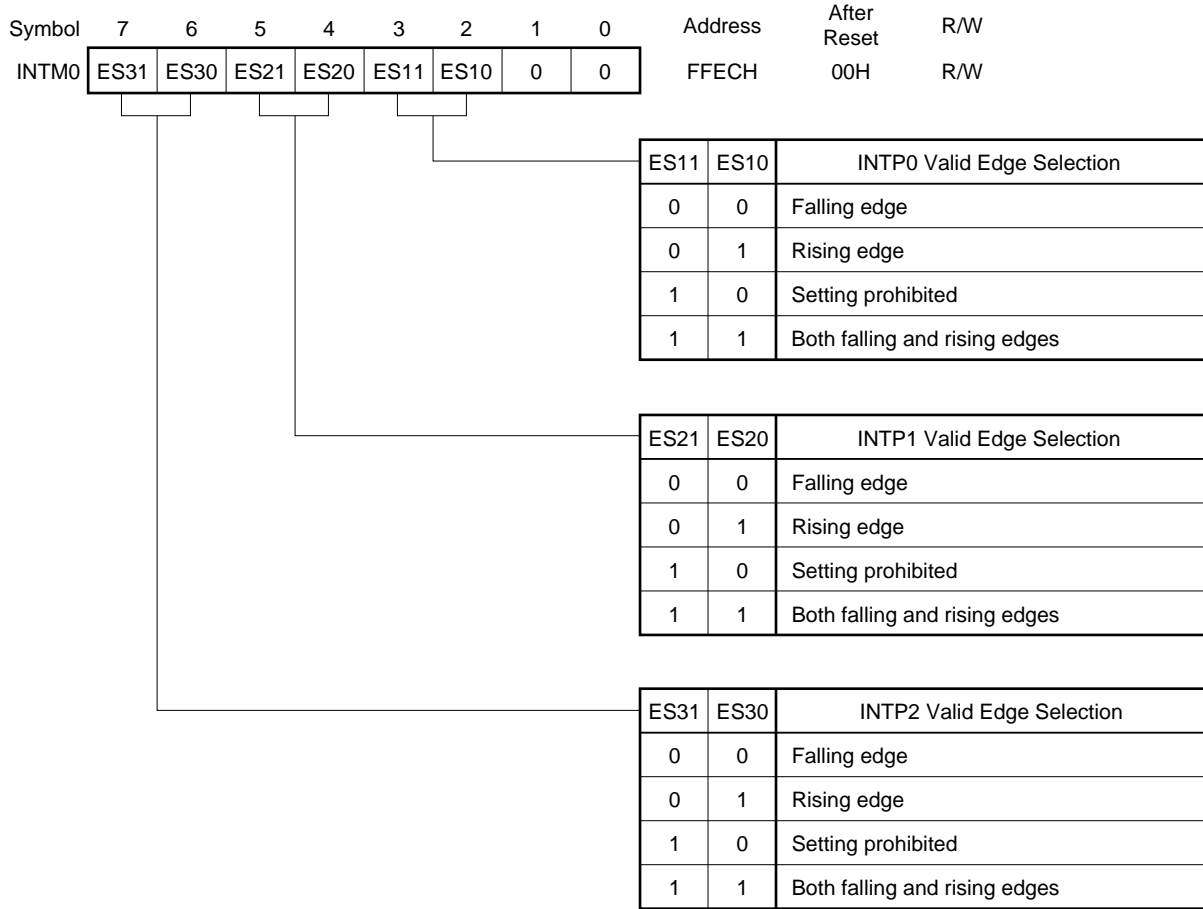 Symbol 7 6 5 4 3 2 1 0 Address After Reset R/W
INTM0 ES31 ES30 ES21 ES20 ES11 ES10 0 0 FFECH 00H R/W
ES11 ES10 INTP0 Valid Edge Selection
0 0 Falling edge
0 1 Rising edge
1 0 Setting prohibited
1 1 Both falling and rising edges
ES21 ES20 INTP1 Valid Edge Selection
0 0 Falling edge
0 1 Rising edge
1 0 Setting prohibited
1 1 Both falling and rising edges
ES31 ES30 INTP2 Valid Edge Selection
0 0 Falling edge
0 1 Rising edge
1 0 Setting prohibited
1 1 Both falling and rising edges